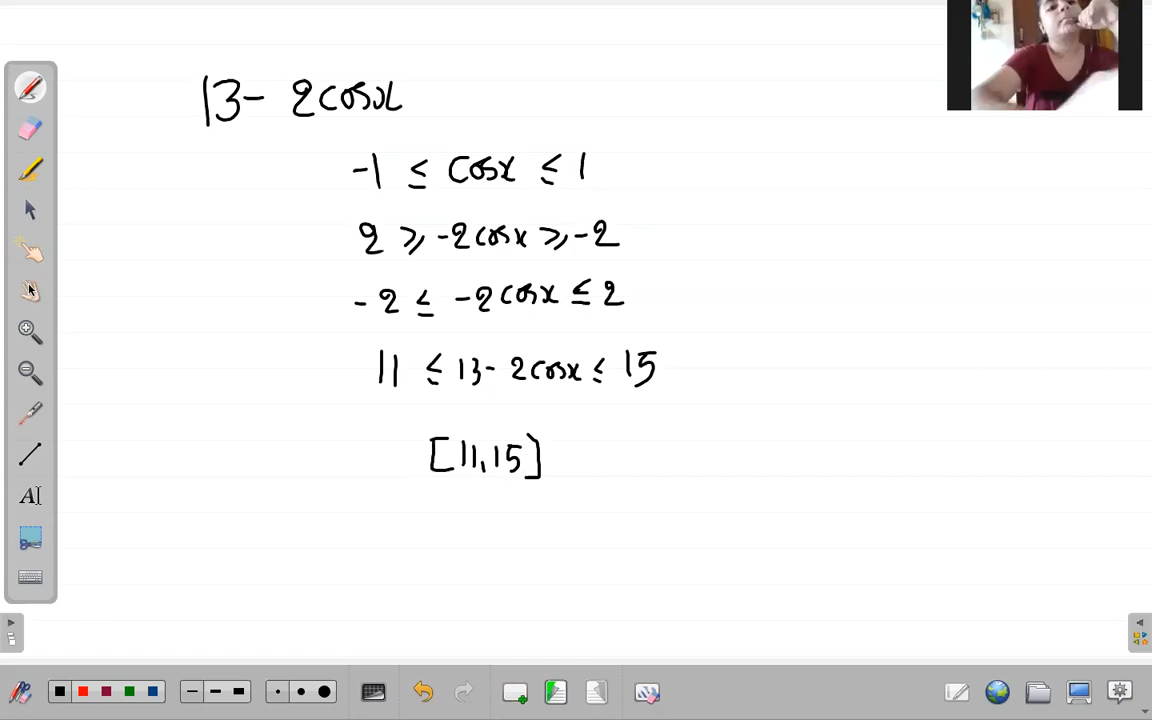 13 - 2cosx
-1 ≤ cosx ≤ 1
2 ≥ -2cosx ≥ -2
-2 ≤ -2cosx ≤ 2
11 ≤ 13 - 2cosx ≤ 15
[11,15]